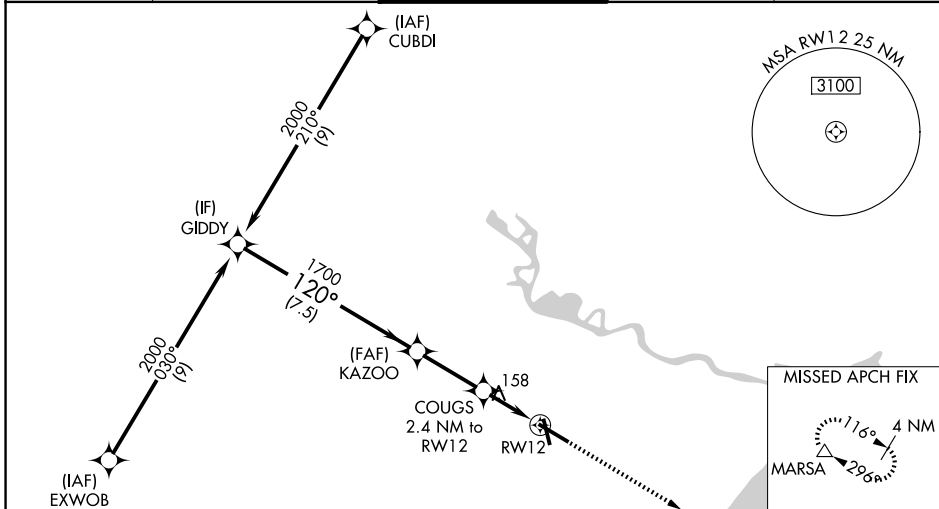 (IAF)
CUBDI
MSA RW12 25 NM
3100
2000
210°
(9)
(IF)
GIDDY
1700
120°
(7.5)
2000
030°
(9)
(FAF)
KAZOO
158
COUGS
2.4 NM to
RW12
RW12
(IAF)
EXWOB
MISSED APCH FIX
116°
4 NM
MARSA
296°